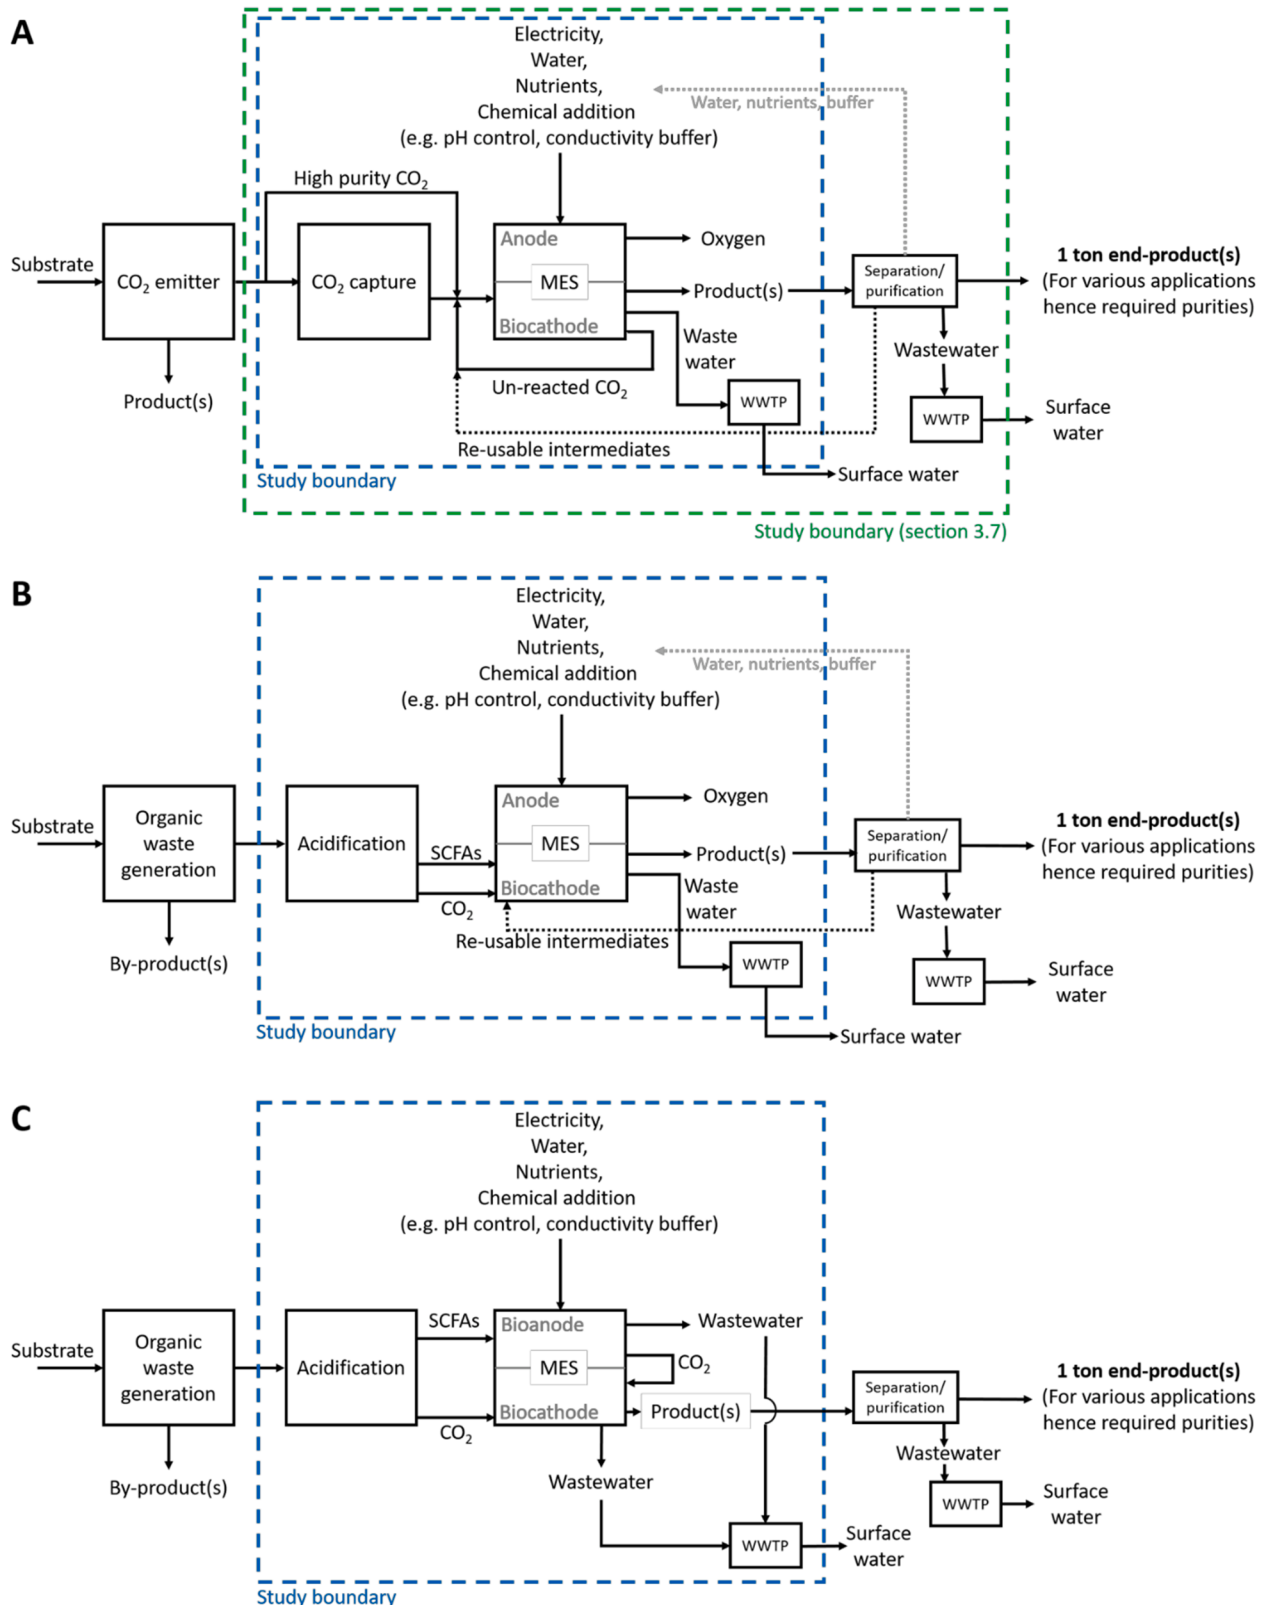 A
Electricity,
Water,
Nutrients,
Chemical addition
(e.g. pH control, conductivity buffer)
Water, nutrients, buffer
High purity CO₂
Substrate
CO₂ emitter
CO₂ capture
Anode
MES
Biocathode
Oxygen
Product(s)
Separation/
purification
1 ton end-product(s)
(For various applications
hence required purities)
Waste
water
Wastewater
Un-reacted CO₂
WWTP
WWTP
Surface
water
Product(s)
Re-usable intermediates
Surface water
Study boundary
Study boundary (section 3.7)
B
Electricity,
Water,
Nutrients,
Chemical addition
(e.g. pH control, conductivity buffer)
Water, nutrients, buffer
Substrate
Organic
waste
generation
Acidification
SCFAs
CO₂
Anode
MES
Biocathode
Oxygen
Product(s)
Separation/
purification
1 ton end-product(s)
(For various applications
hence required purities)
Waste
water
Wastewater
Re-usable intermediates
By-product(s)
WWTP
WWTP
Surface
water
Surface water
Study boundary
C
Electricity,
Water,
Nutrients,
Chemical addition
(e.g. pH control, conductivity buffer)
Substrate
Organic
waste
generation
Acidification
SCFAs
CO₂
Bioanode
MES
Biocathode
Wastewater
CO₂
Product(s)
Separation/
purification
1 ton end-product(s)
(For various applications
hence required purities)
Wastewater
By-product(s)
Wastewater
WWTP
Surface
water
WWTP
Surface
water
Study boundary